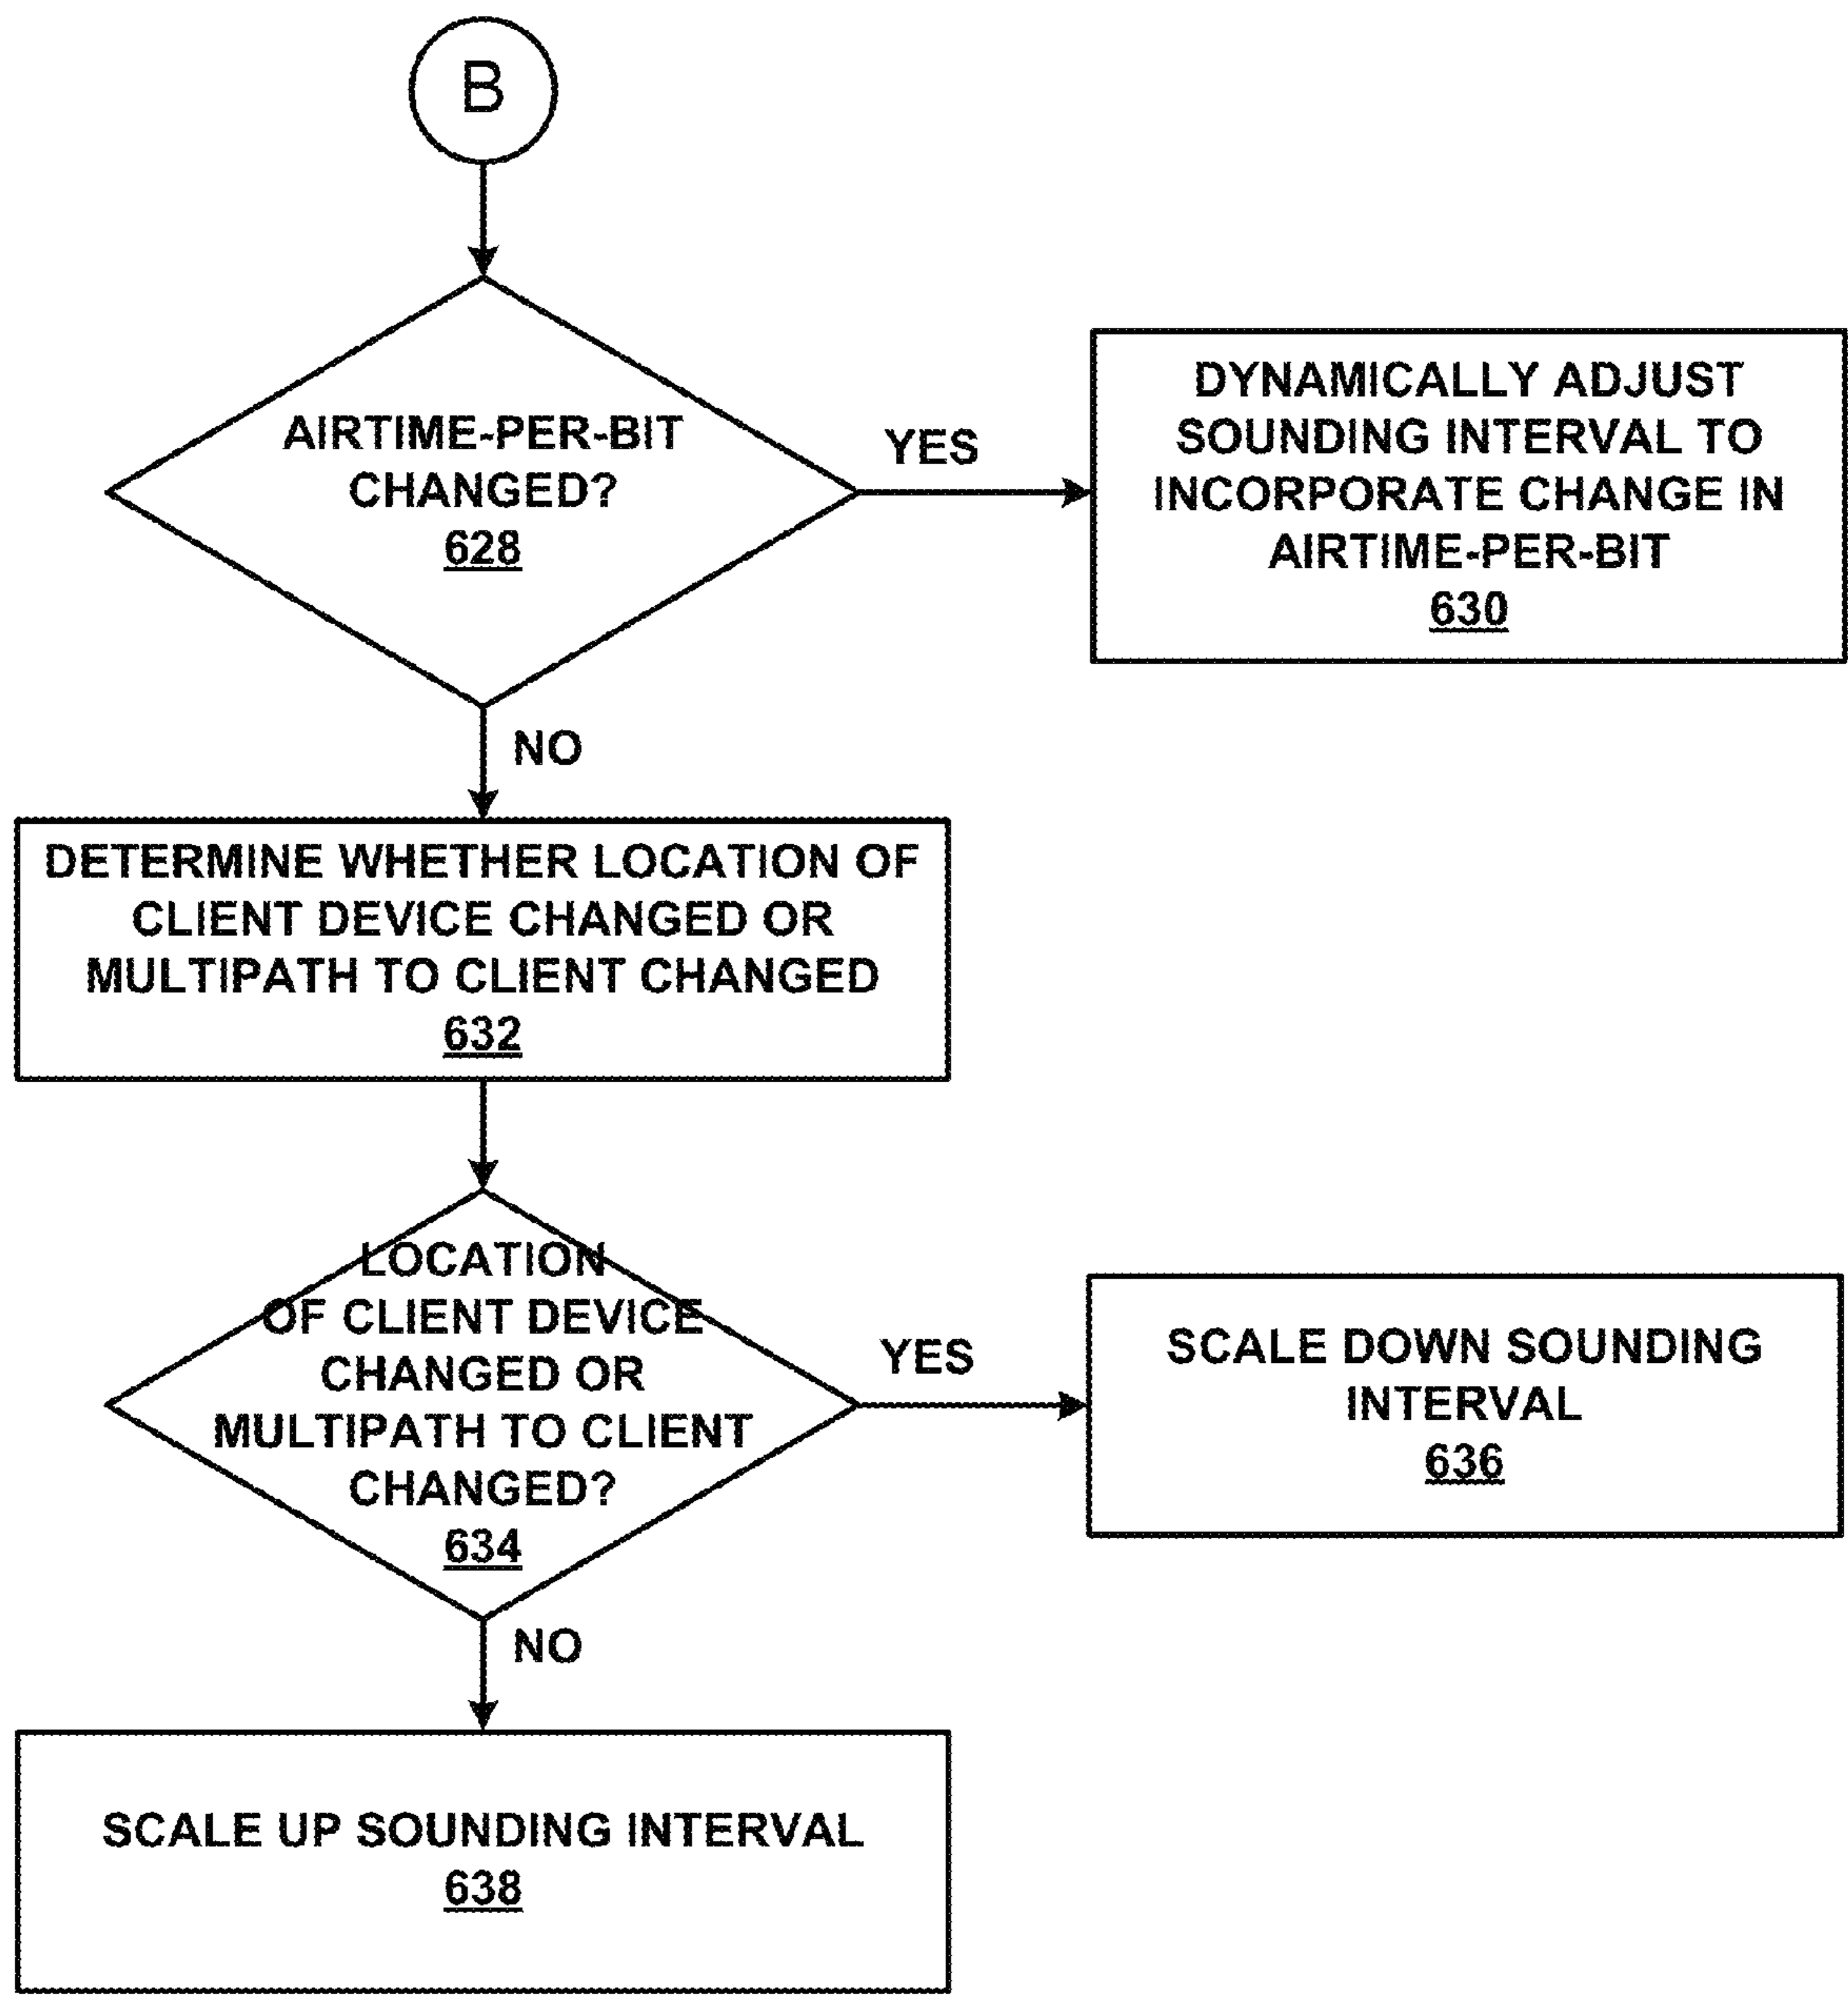 B
AIRTIME-PER-BIT
CHANGED?
628
YES
DYNAMICALLY ADJUST
SOUNDING INTERVAL TO
INCORPORATE CHANGE IN
AIRTIME-PER-BIT
630
NO
DETERMINE WHETHER LOCATION OF
CLIENT DEVICE CHANGED OR
MULTIPATH TO CLIENT CHANGED
632
LOCATION
OF CLIENT DEVICE
CHANGED OR
MULTIPATH TO CLIENT
CHANGED?
634
YES
SCALE DOWN SOUNDING
INTERVAL
636
NO
SCALE UP SOUNDING INTERVAL
638